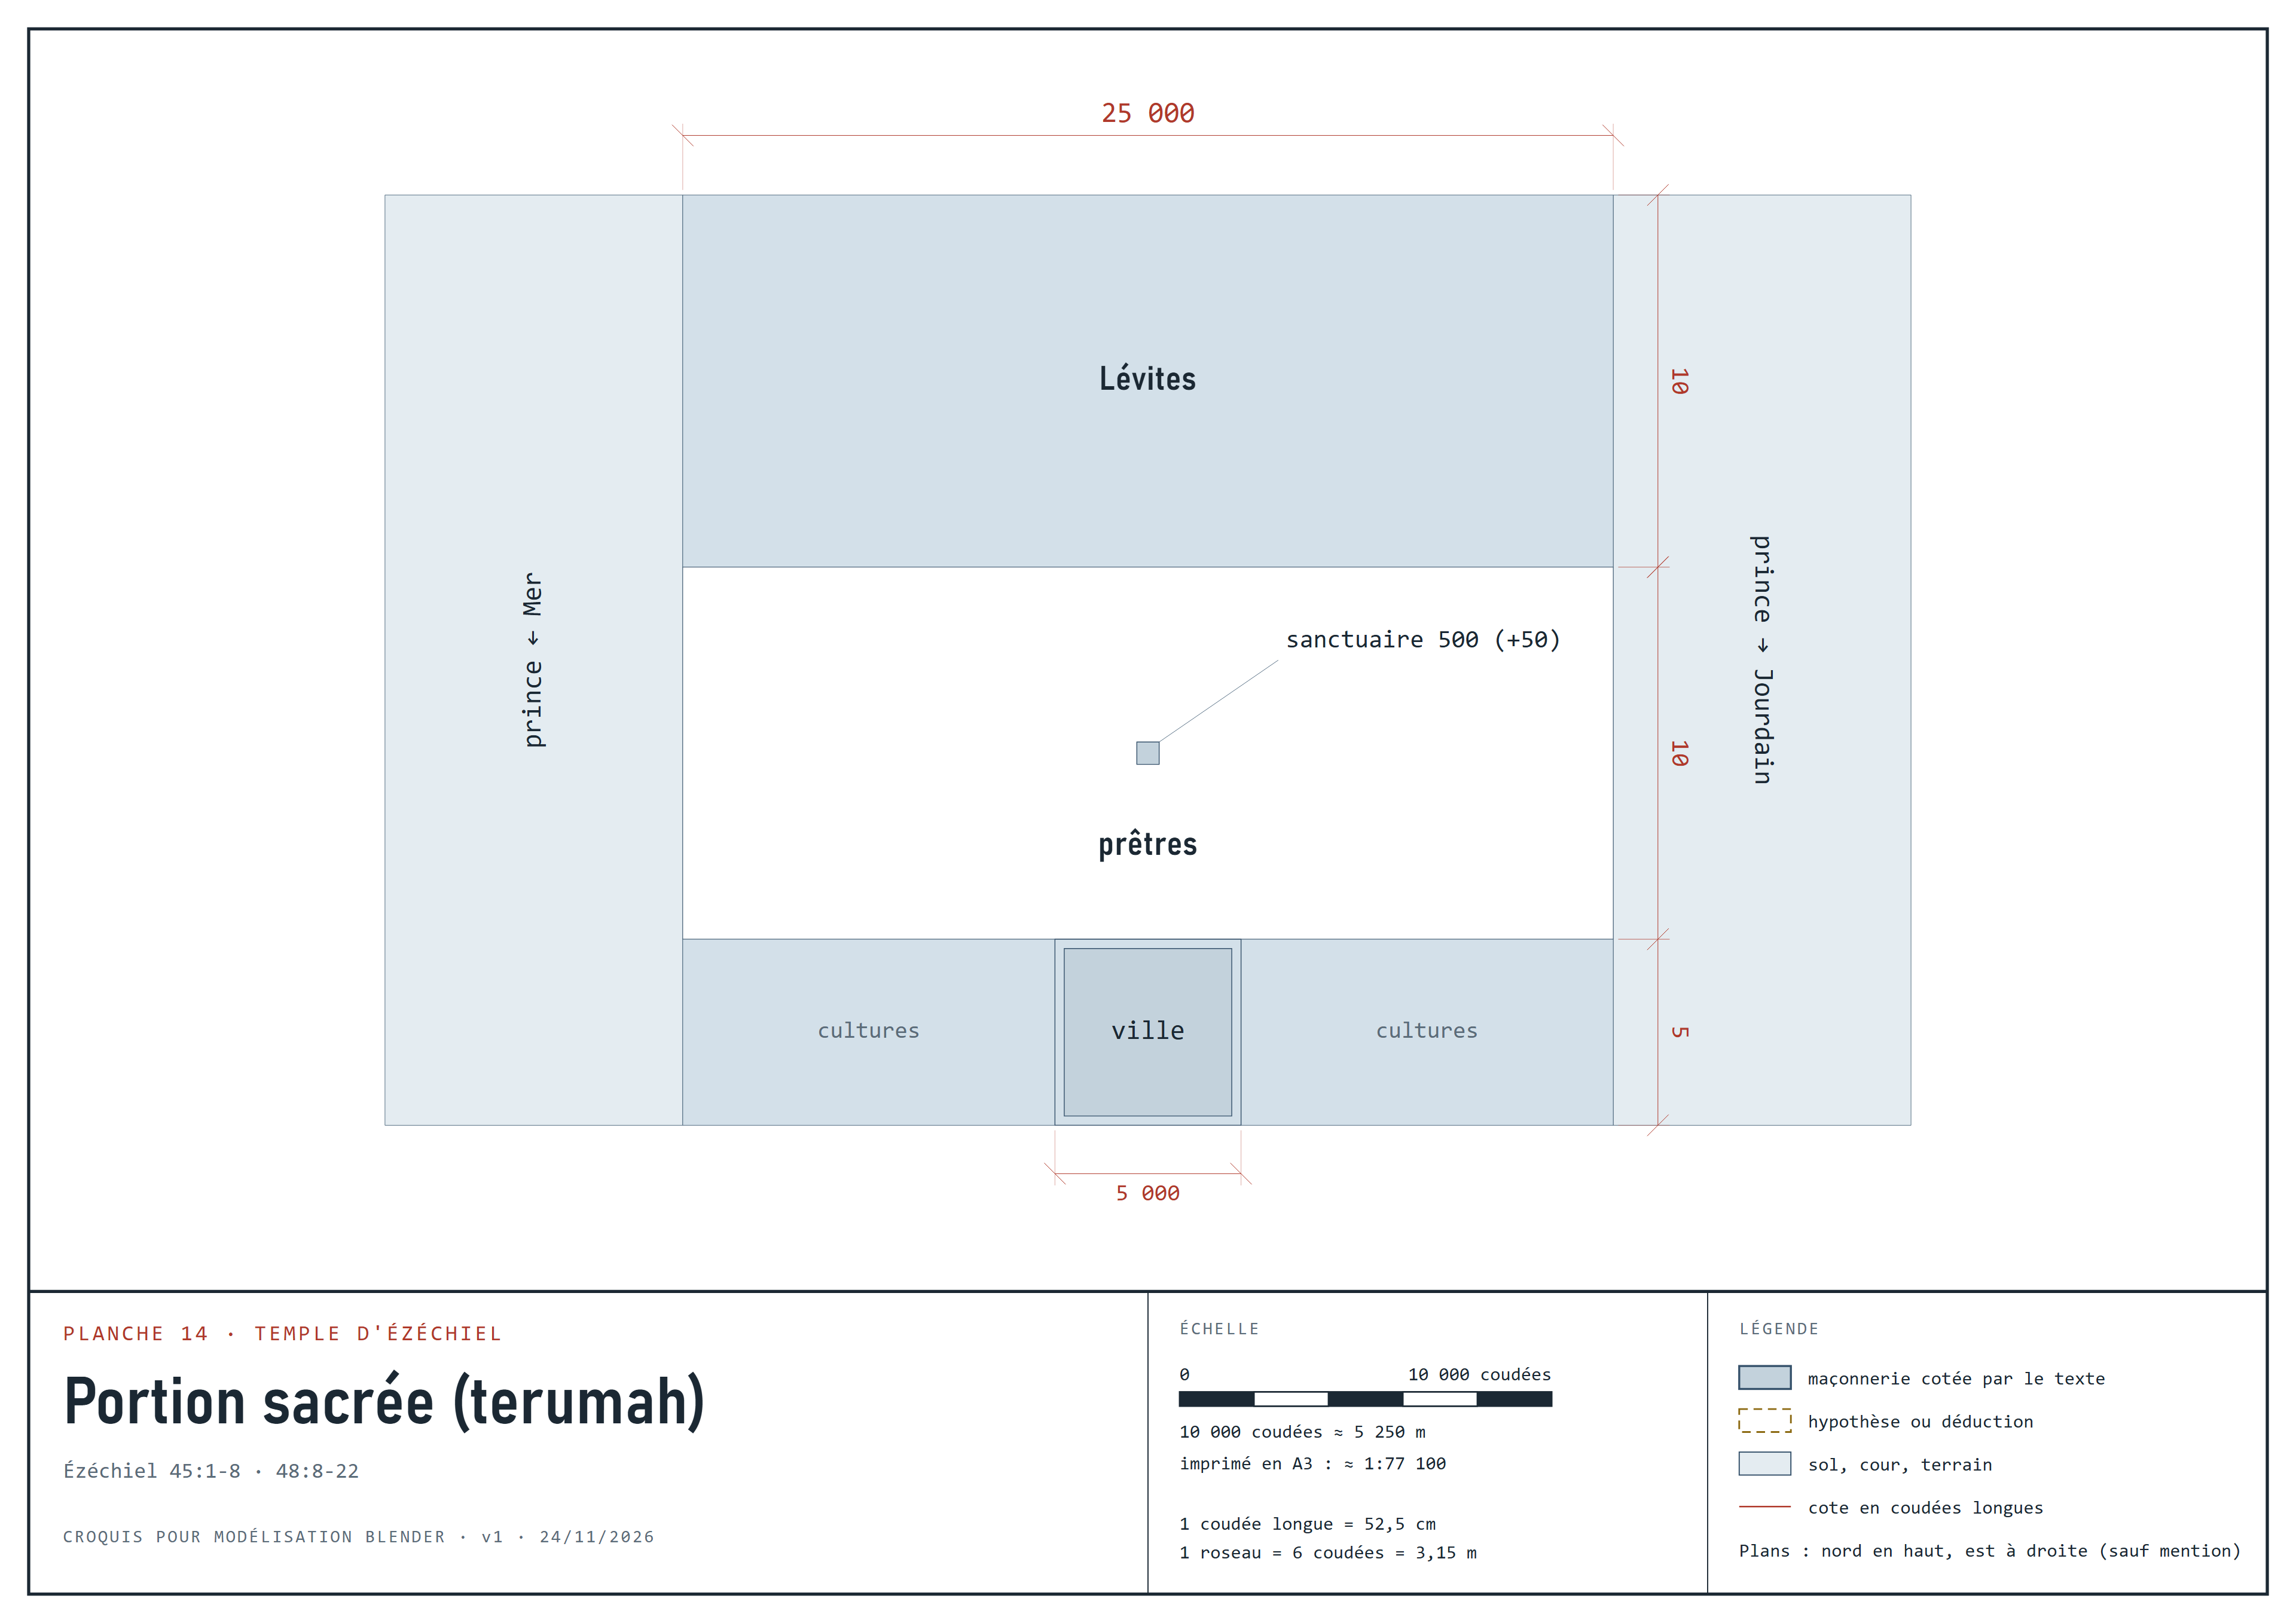 25 000
Lévites
10
prince ← Mer
sanctuaire 500 (+50)
prince → Jourdain
10
prêtres
cultures
ville
cultures
5
5 000
PLANCHE 14 · TEMPLE D'ÉZÉCHIEL
Portion sacrée (terumah)
Ézéchiel 45:1-8 · 48:8-22
CROQUIS POUR MODÉLISATION BLENDER · v1 · 24/11/2026
ÉCHELLE
0 10 000 coudées
10 000 coudées ≈ 5 250 m
imprimé en A3 : ≈ 1:77 100
1 coudée longue = 52,5 cm
1 roseau = 6 coudées = 3,15 m
LÉGENDE
maçonnerie cotée par le texte
hypothèse ou déduction
sol, cour, terrain
cote en coudées longues
Plans : nord en haut, est à droite (sauf mention)